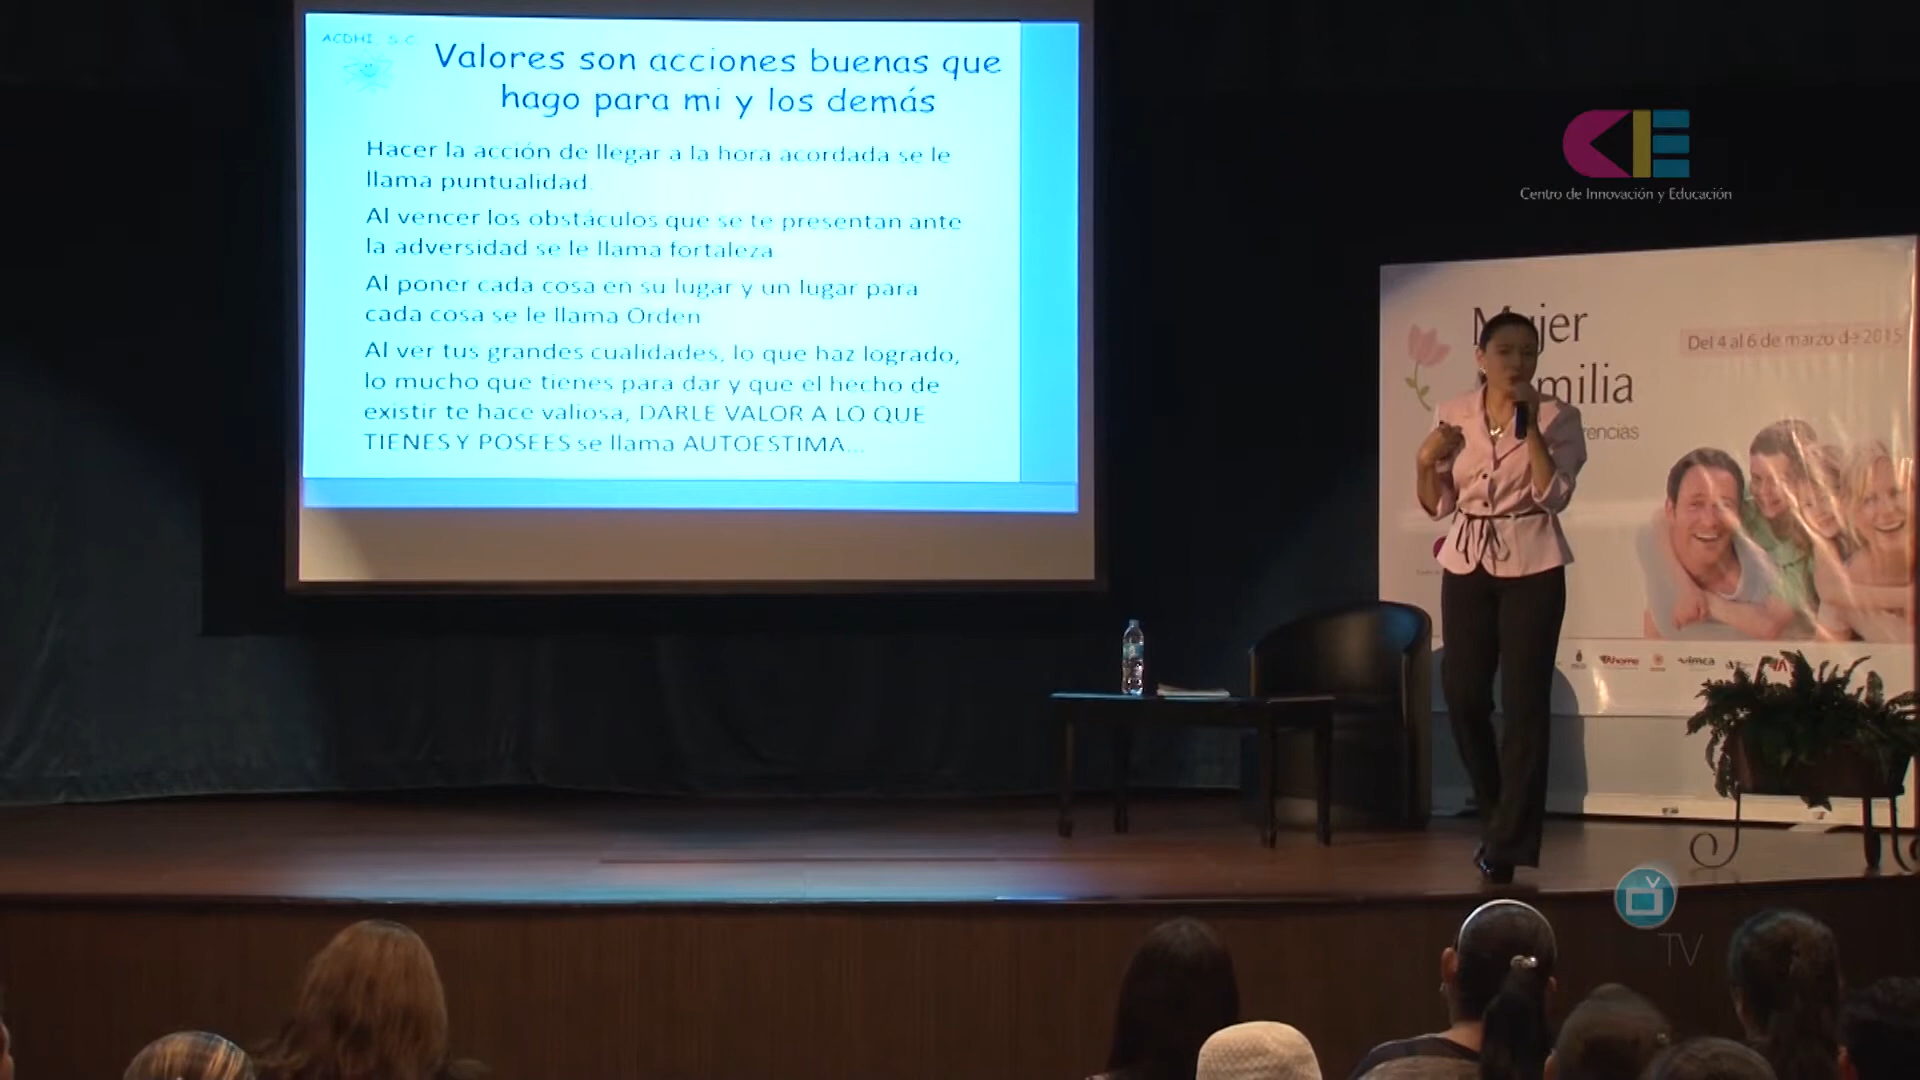 ACDHI S.C
Valores son acciones buenas que
hago para mi y los demás
Hacer la acción de llegar a la hora acordada se le
llama puntualidad.
Al vencer los obstáculos que se te presentan ante
la adversidad se le llama fortaleza
Al poner cada cosa en su lugar y un lugar para
cada cosa se le llama Orden
Al ver tus grandes cualidades, lo que haz logrado,
lo mucho que tienes para dar y que el hecho de
existir te hace valiosa, DARLE VALOR A LO QUE
TIENES Y POSEES se llama AUTOESTIMA...
CIE
Centro de Innovación y Educación
Del 4 al 6 de marzo de 2015
Ahome
vimca
TV